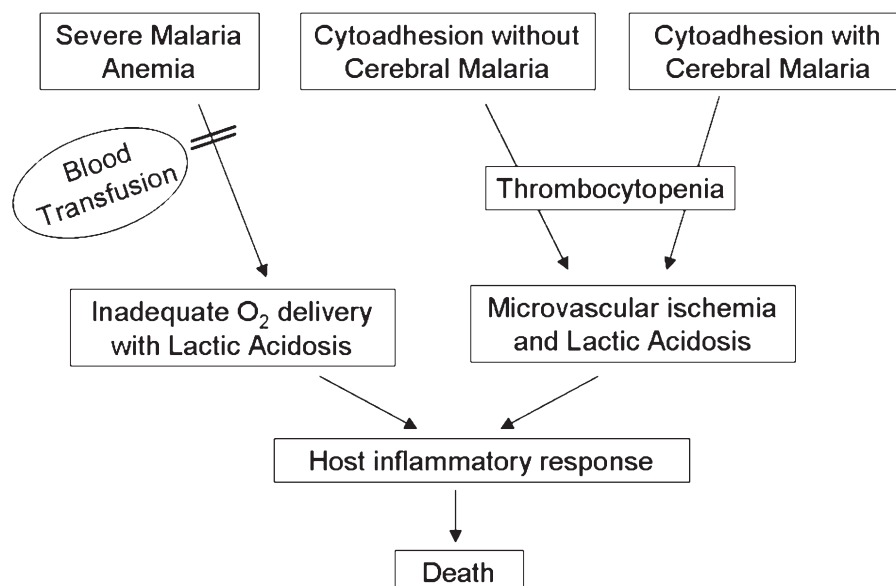 Severe Malaria
Anemia
Cytoadhesion without
Cerebral Malaria
Cytoadhesion with
Cerebral Malaria
Blood
Transfusion
Thrombocytopenia
Inadequate O₂ delivery
with Lactic Acidosis
Microvascular ischemia
and Lactic Acidosis
Host inflammatory response
Death